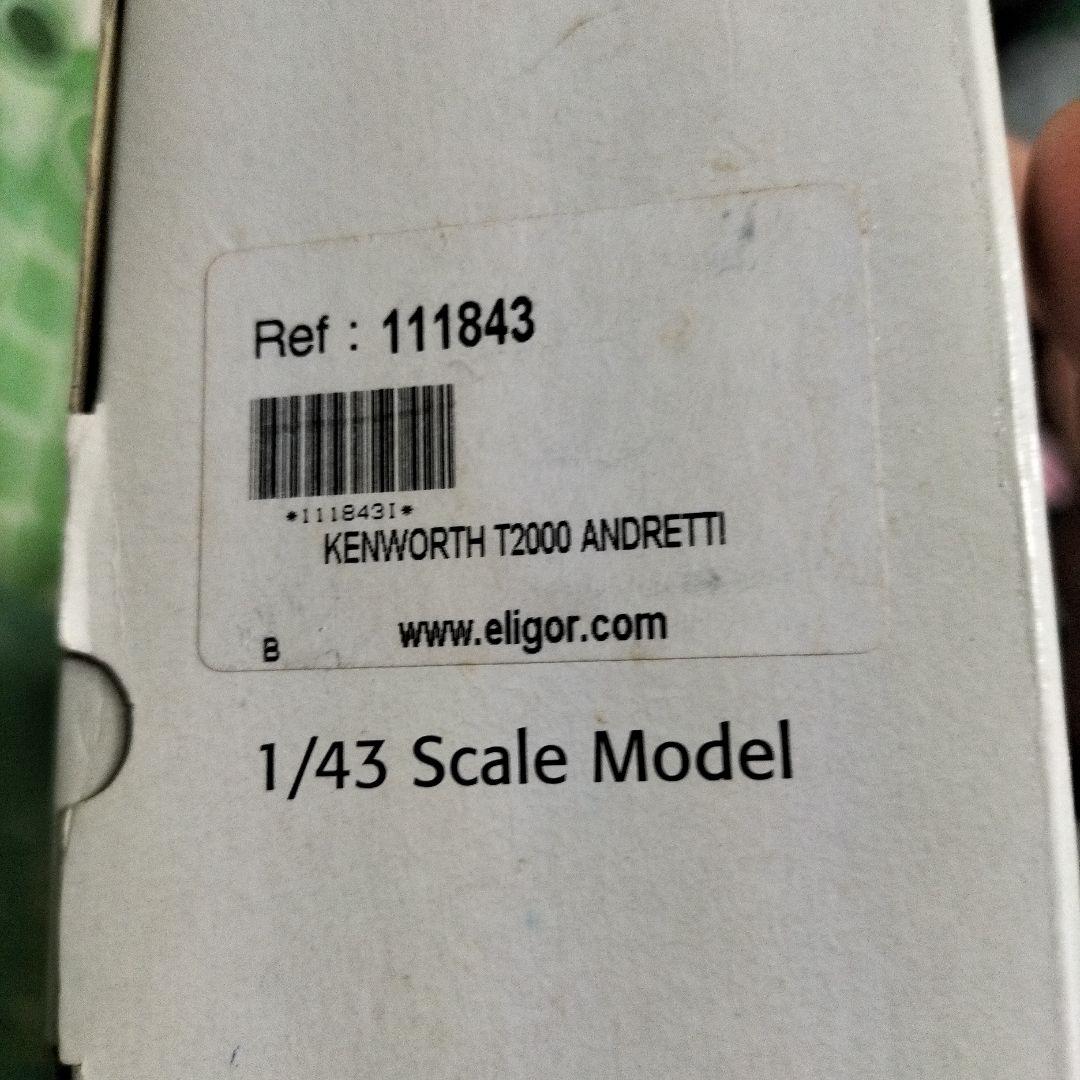 Ref : 111843
*111843I*
KENWORTH T2000 ANDRETTI
B www.eligor.com
1/43 Scale Model